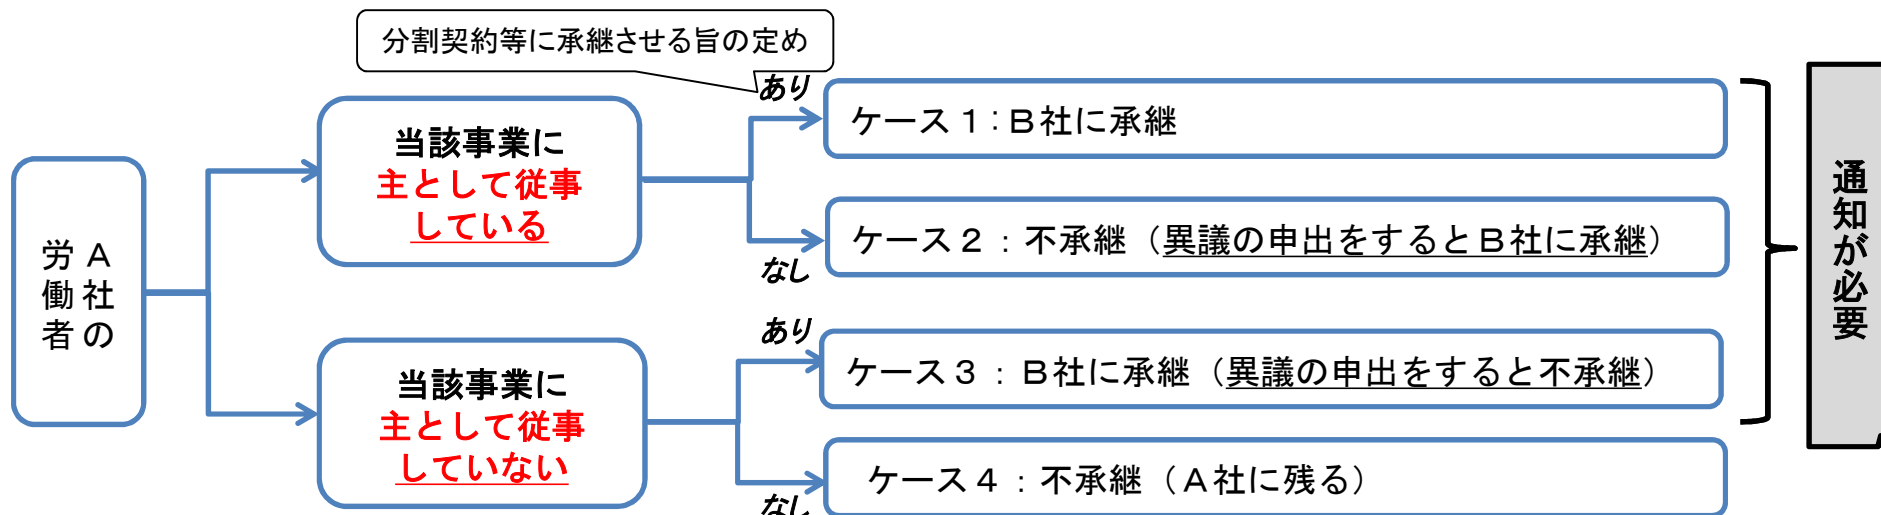 分割契約等に承継させる旨の定め
A社の
労働者
当該事業に
主として従事
している
あり
ケース1：B社に承継
なし
ケース2：不承継（異議の申出をするとB社に承継）
当該事業に
主として従事
していない
あり
ケース3：B社に承継（異議の申出をすると不承継）
なし
ケース4：不承継（A社に残る）
通知が必要